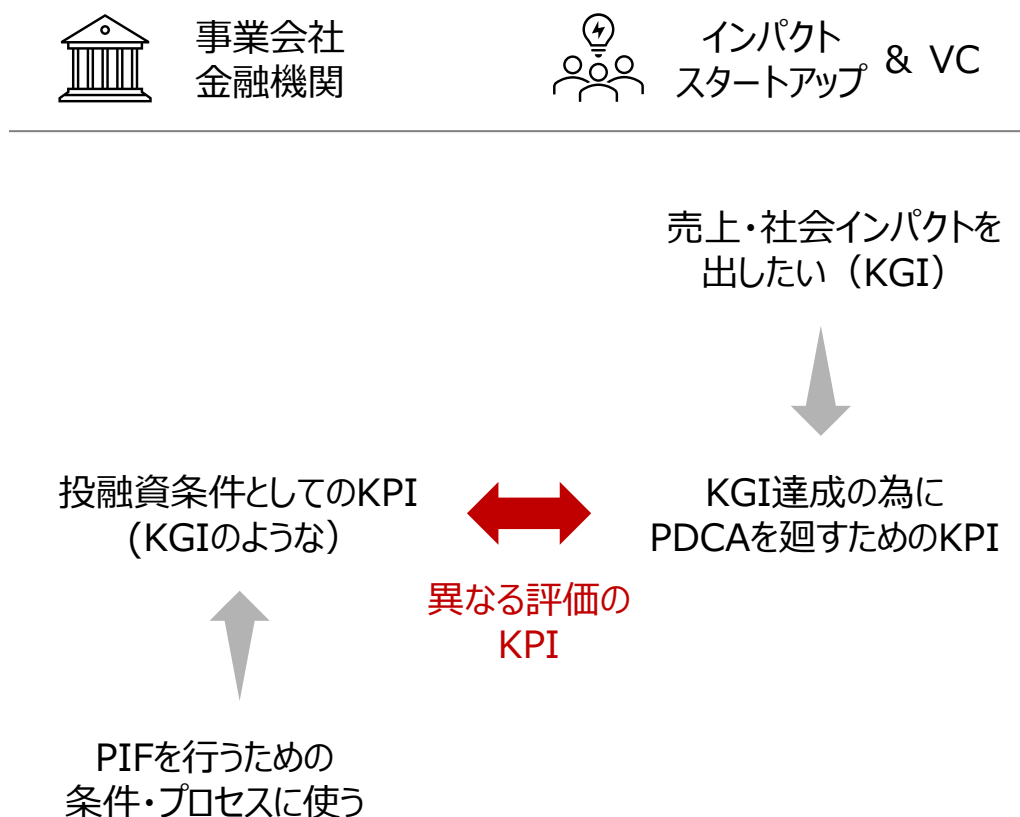 事業会社
金融機関
インパクト
スタートアップ & VC
売上・社会インパクトを
出したい（KGI）
投融資条件としてのKPI
(KGIのような）
KGI達成の為に
PDCAを廻すためのKPI
異なる評価の
KPI
PIFを行うための
条件・プロセスに使う